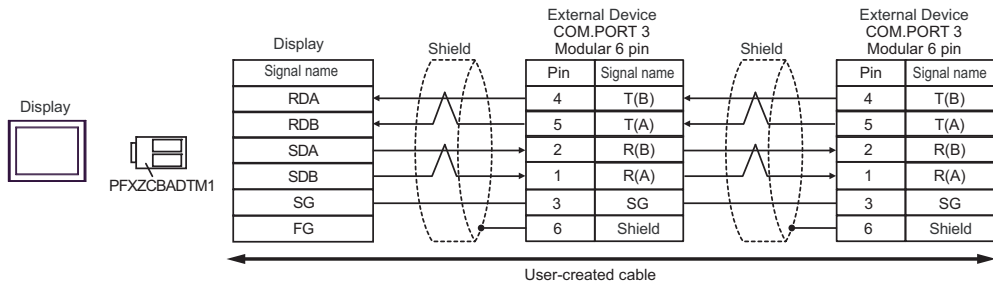 External Device
COM.PORT 3
Modular 6 pin
External Device
COM.PORT 3
Modular 6 pin
Display
Shield
Shield
Signal name
Pin
Signal name
Pin
Signal name
RDA
4
T(B)
4
T(B)
Display
RDB
5
T(A)
5
T(A)
SDA
2
R(B)
2
R(B)
SDB
1
R(A)
1
R(A)
PFXZCBADTM1
SG
3
SG
3
SG
FG
6
Shield
6
Shield
User-created cable